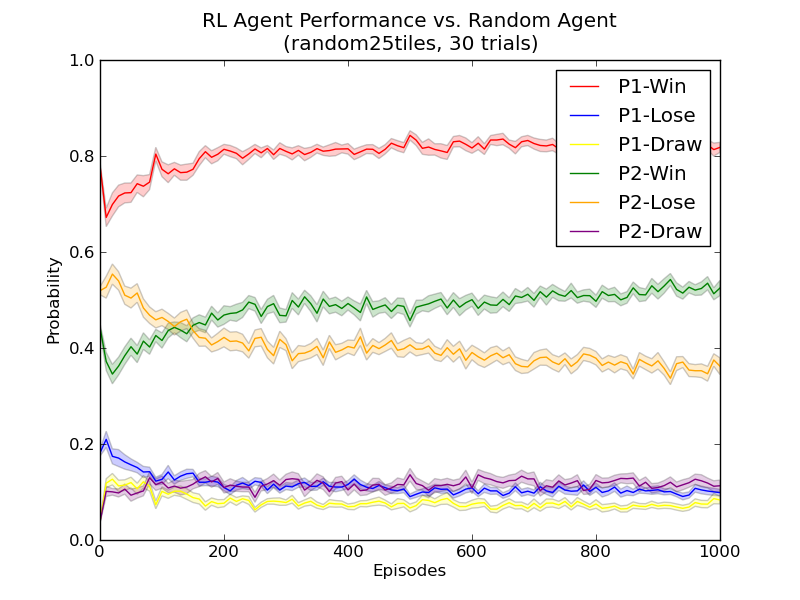 RL Agent Performance vs. Random Agent
(random25tiles, 30 trials)
1.0
0.8
0.6
0.4
0.2
0.0
Probability
P1-Win
P1-Lose
P1-Draw
P2-Win
P2-Lose
P2-Draw
0 200 400 600 800 1000
Episodes